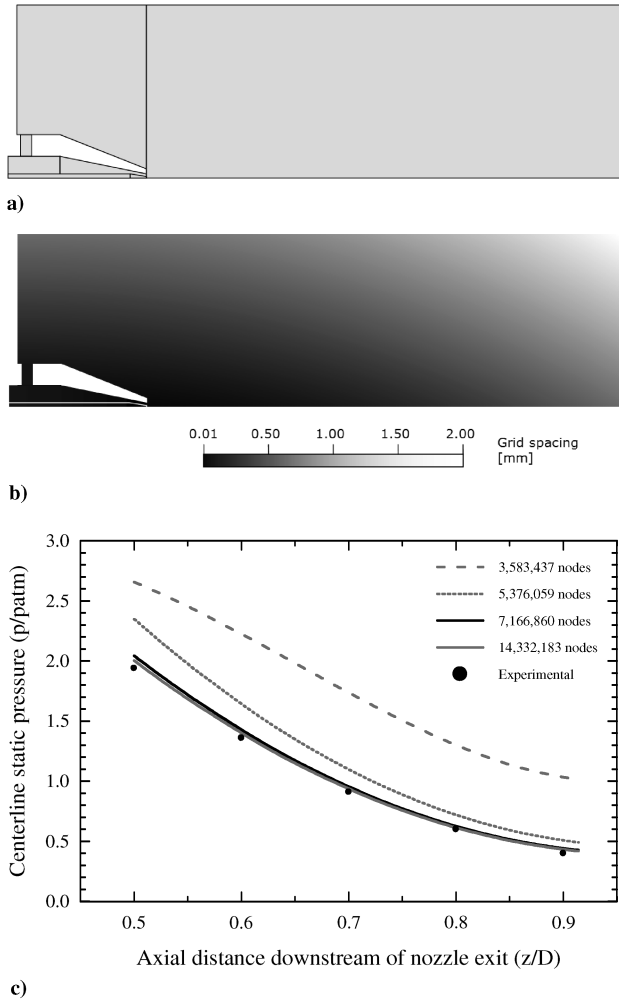 a)
0.01 0.50 1.00 1.50 2.00
Grid spacing
[mm]
b)
3.0
2.5
2.0
1.5
1.0
0.5
0.0
Centerline static pressure (p/patm)
3,583,437 nodes
5,376,059 nodes
7,166,860 nodes
14,332,183 nodes
Experimental
0.5 0.6 0.7 0.8 0.9
Axial distance downstream of nozzle exit (z/D)
c)